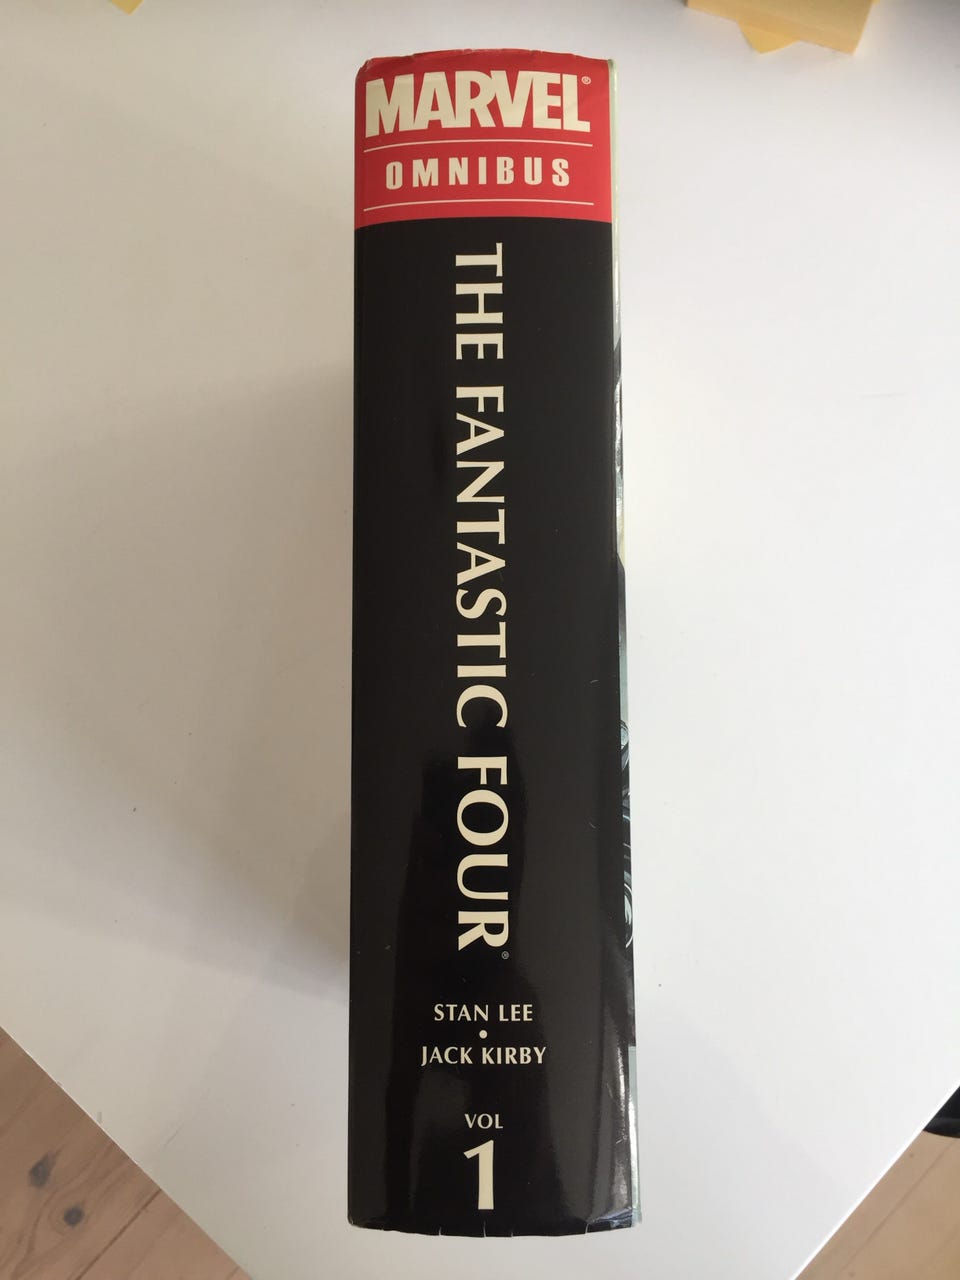 MARVEL®
OMNIBUS
THE FANTASTIC FOUR®
STAN LEE
•
JACK KIRBY
VOL
1